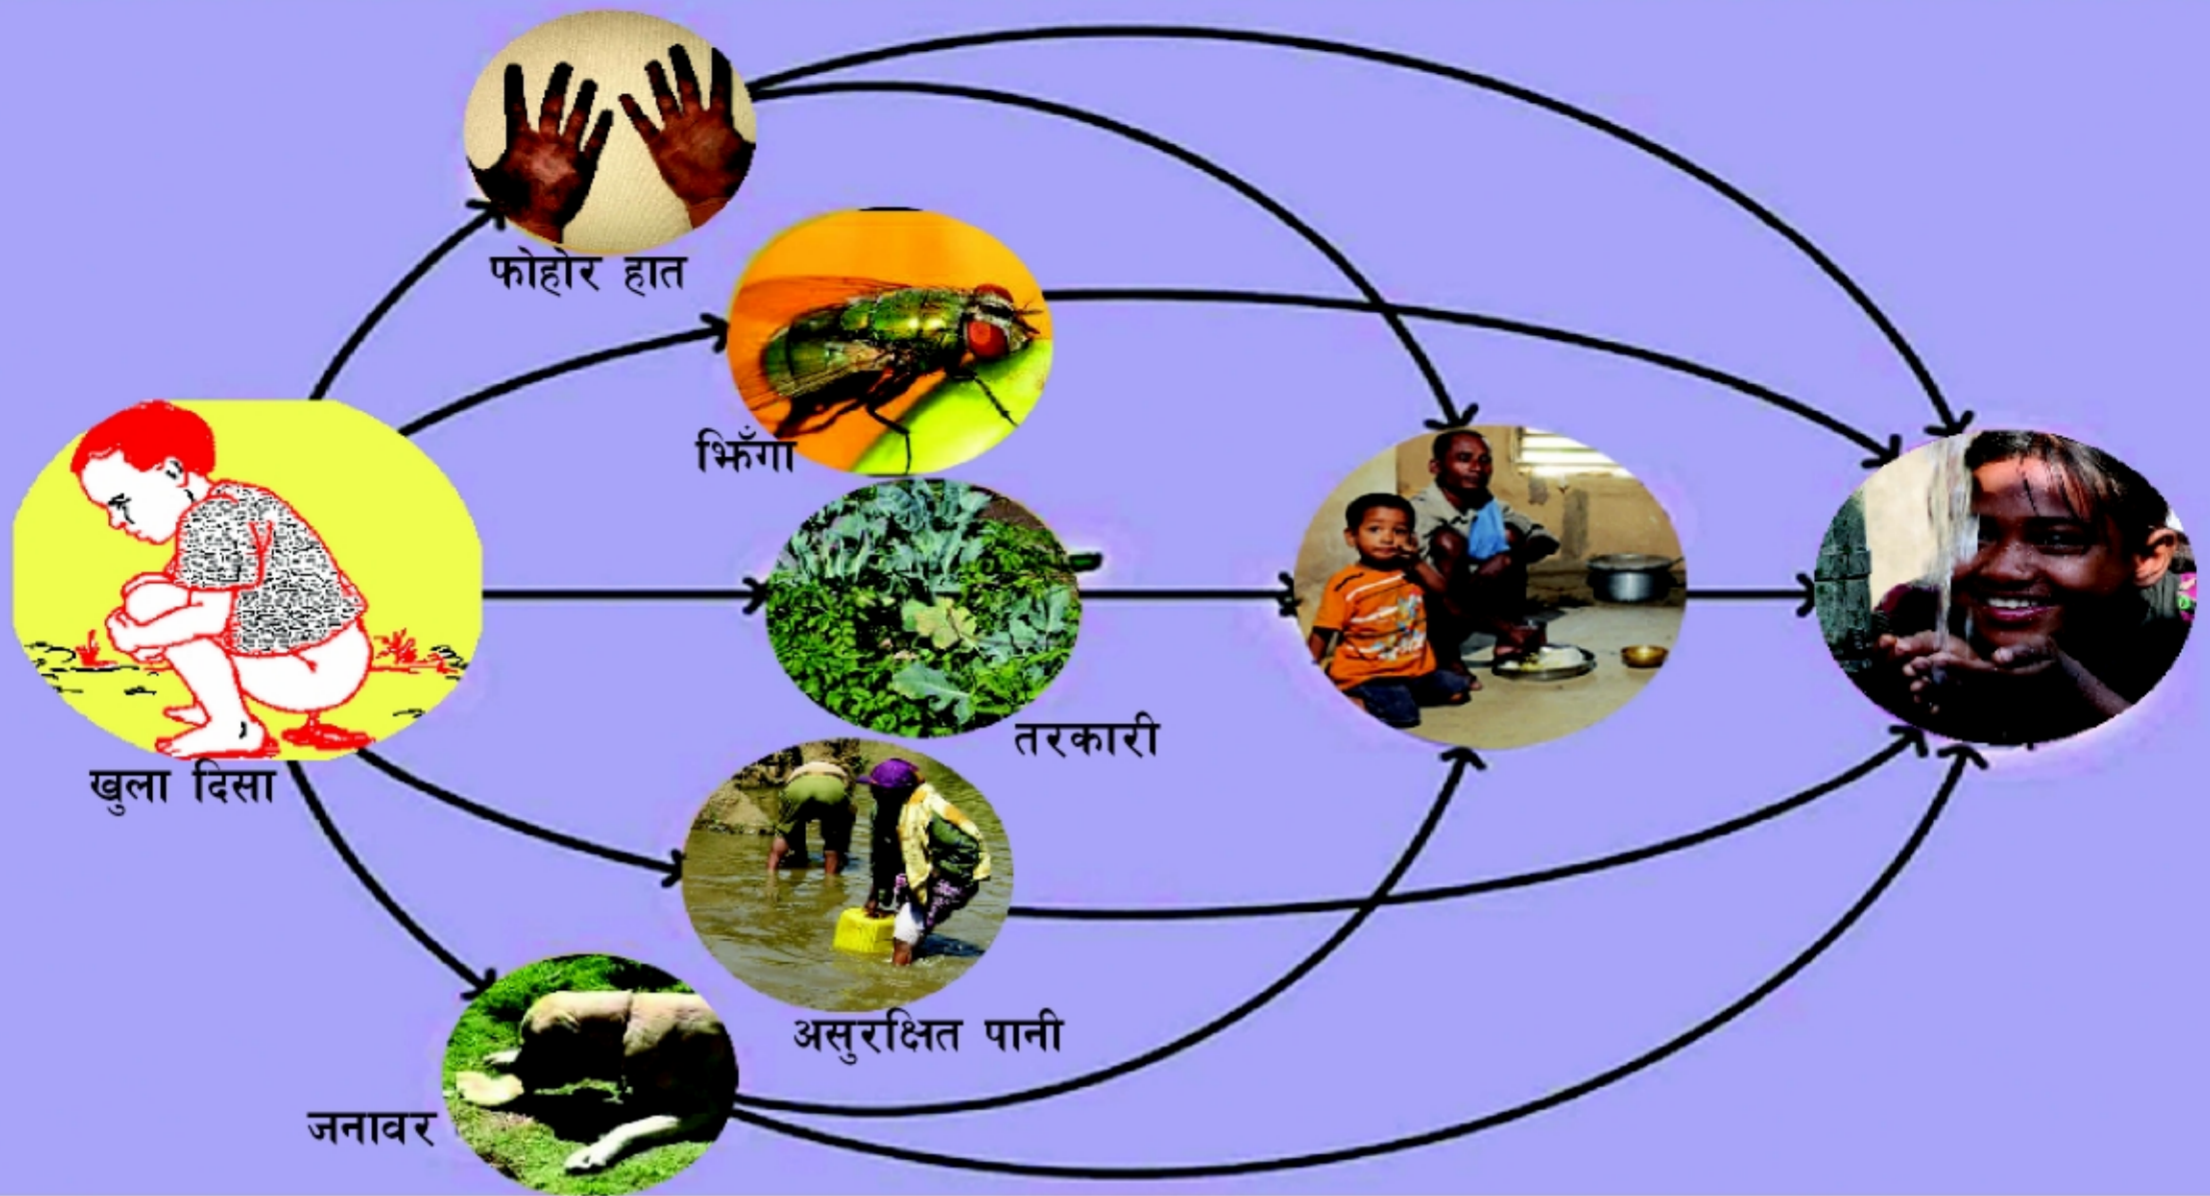 फोहोर हात
झिँगा
खुला दिसा
तरकारी
असुरक्षित पानी
जनावर